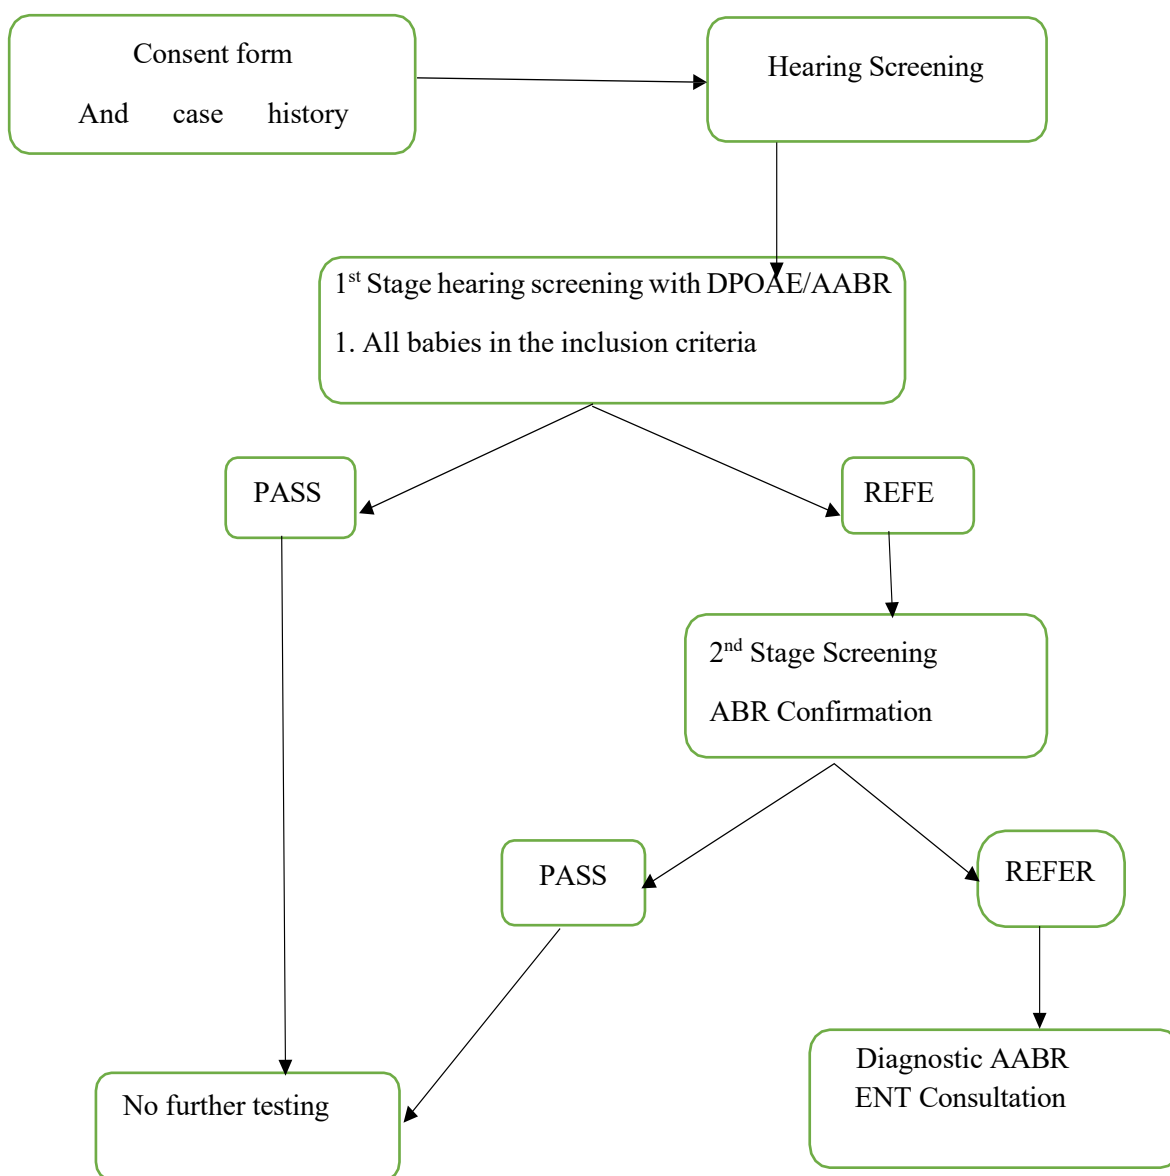 Consent form
And case history
Hearing Screening
1st Stage hearing screening with DPOAE/AABR
1. All babies in the inclusion criteria
PASS
REFE
2nd Stage Screening
ABR Confirmation
PASS
REFER
No further testing
Diagnostic AABR
ENT Consultation